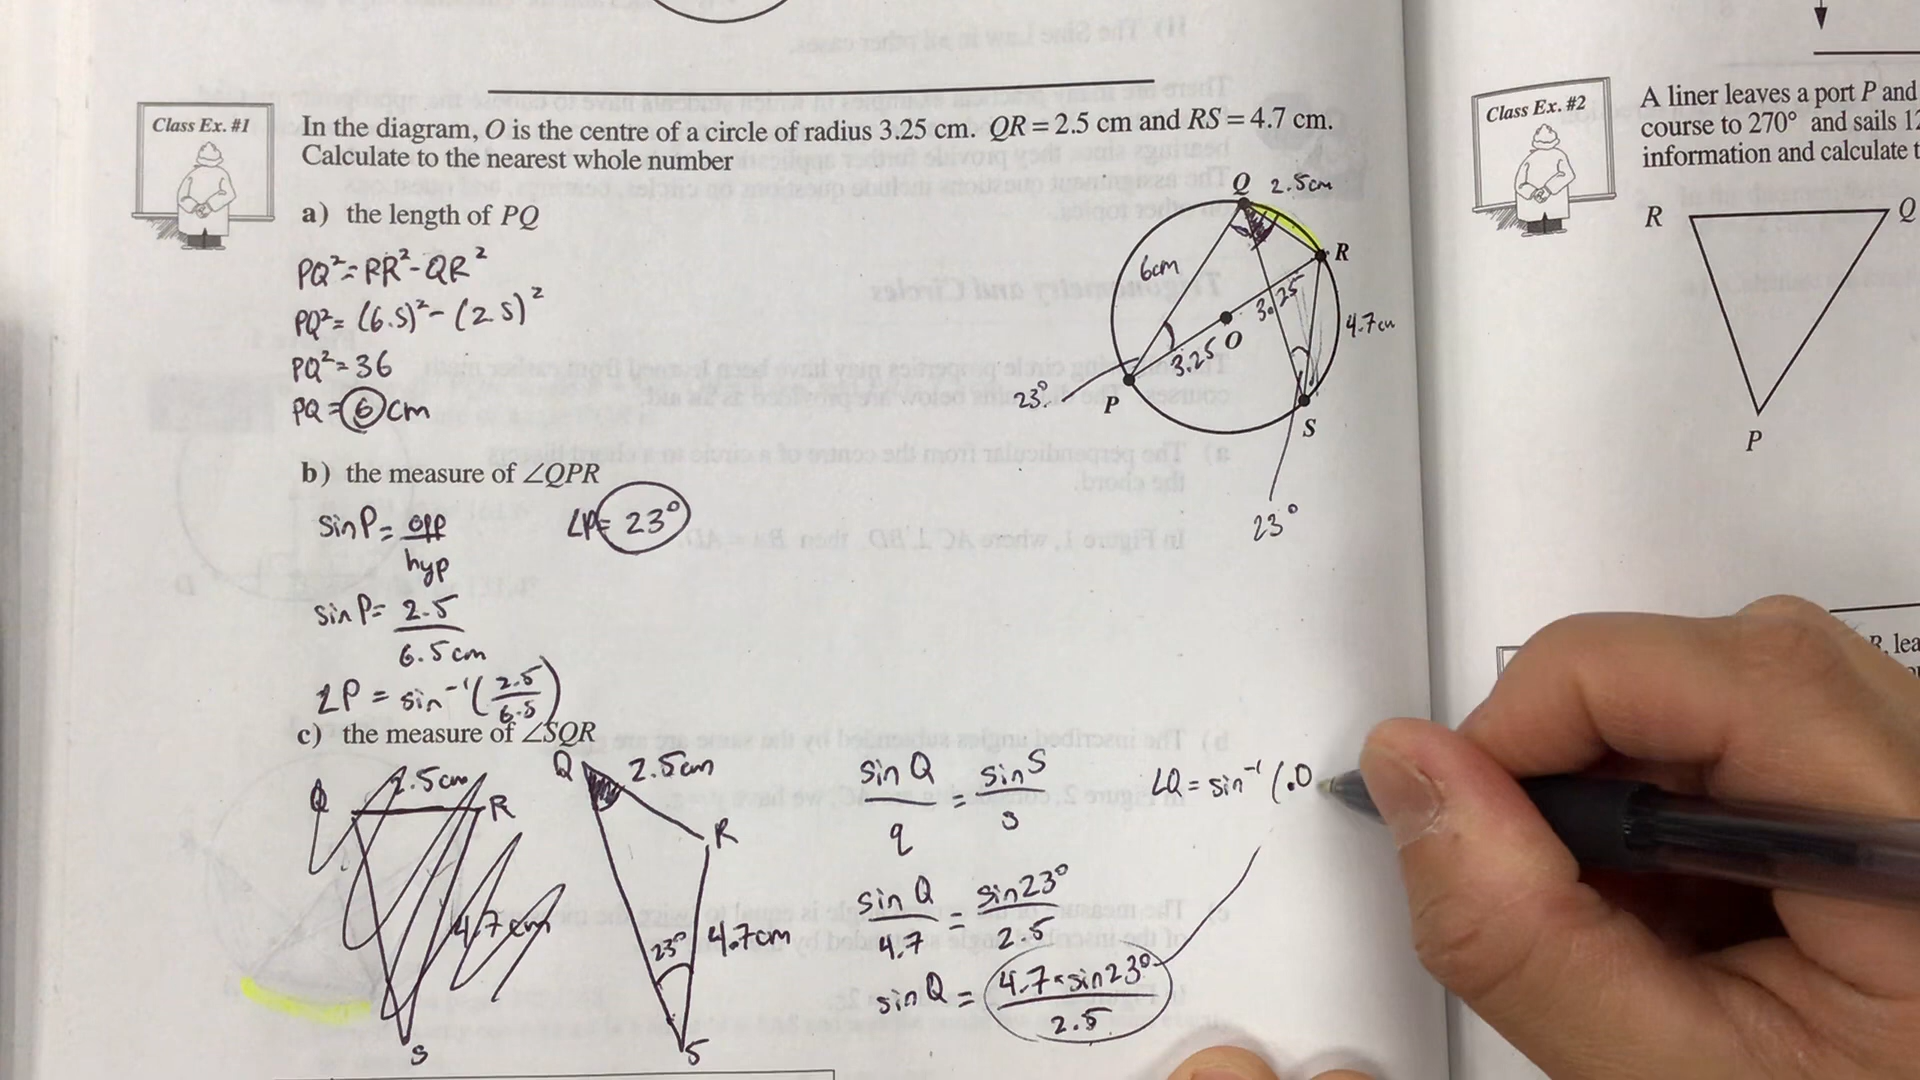 Class Ex. #1
In the diagram, O is the centre of a circle of radius 3.25 cm. QR = 2.5 cm and RS = 4.7 cm.
Calculate to the nearest whole number
a) the length of PQ
PQ² = PR² - QR²
PQ² = (6.5)² - (2.5)²
PQ² = 36
PQ = 6 cm
b) the measure of ∠QPR
sin P = opp
hyp
∠P = 23°
sin P = 2.5
6.5 cm
∠P = sin⁻¹(2.5
6.5)
c) the measure of ∠SQR
Q 2.5cm R
4.7cm
S
Q 2.5cm
R
23° 4.7cm
S
sin Q = sin S
q s
sin Q = sin 23°
4.7 2.5
sin Q = 4.7 × sin 23°
2.5
∠Q = sin⁻¹(.0
Q 2.5cm
R
6cm
3.25
O
3.25
4.7cm
23°
P
S
23°
Class Ex. #2
A liner leaves a port P and
course to 270° and sails 12
information and calculate t
R Q
P
R, lea